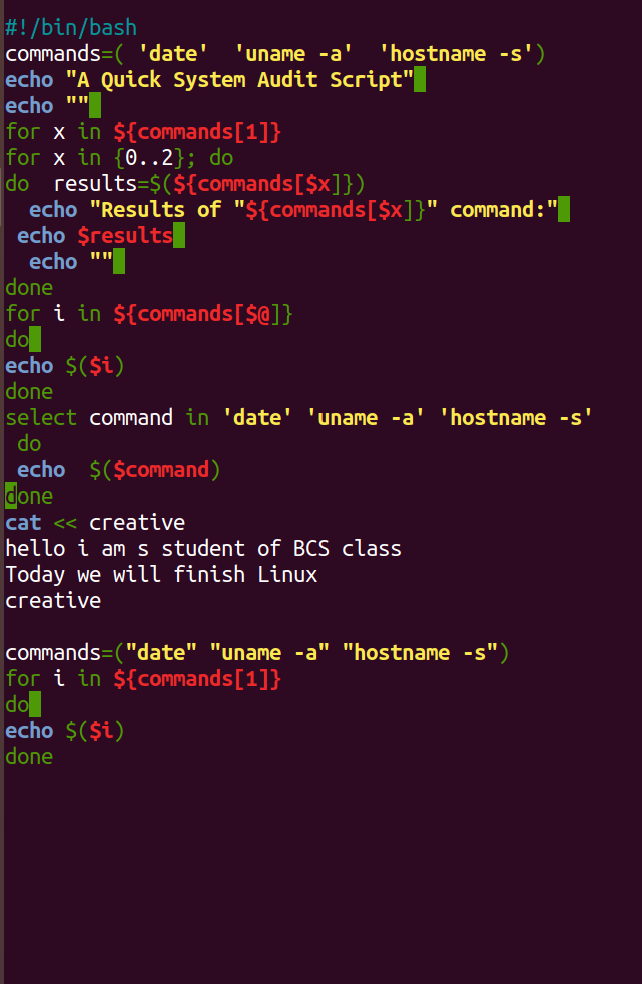 #!/bin/bash
commands=( 'date'  'uname -a'  'hostname -s')
echo "A Quick System Audit Script"
echo ""
for x in ${commands[1]}
for x in {0..2}; do
do  results=$(${commands[$x]})
  echo "Results of "${commands[$x]}" command:"
 echo $results
  echo ""
done
for i in ${commands[$@]}
do
echo $($i)
done
select command in 'date' 'uname -a' 'hostname -s'
 do
 echo  $($command)
done
cat << creative
hello i am s student of BCS class
Today we will finish Linux
creative

commands=("date" "uname -a" "hostname -s")
for i in ${commands[1]}
do
echo $($i)
done